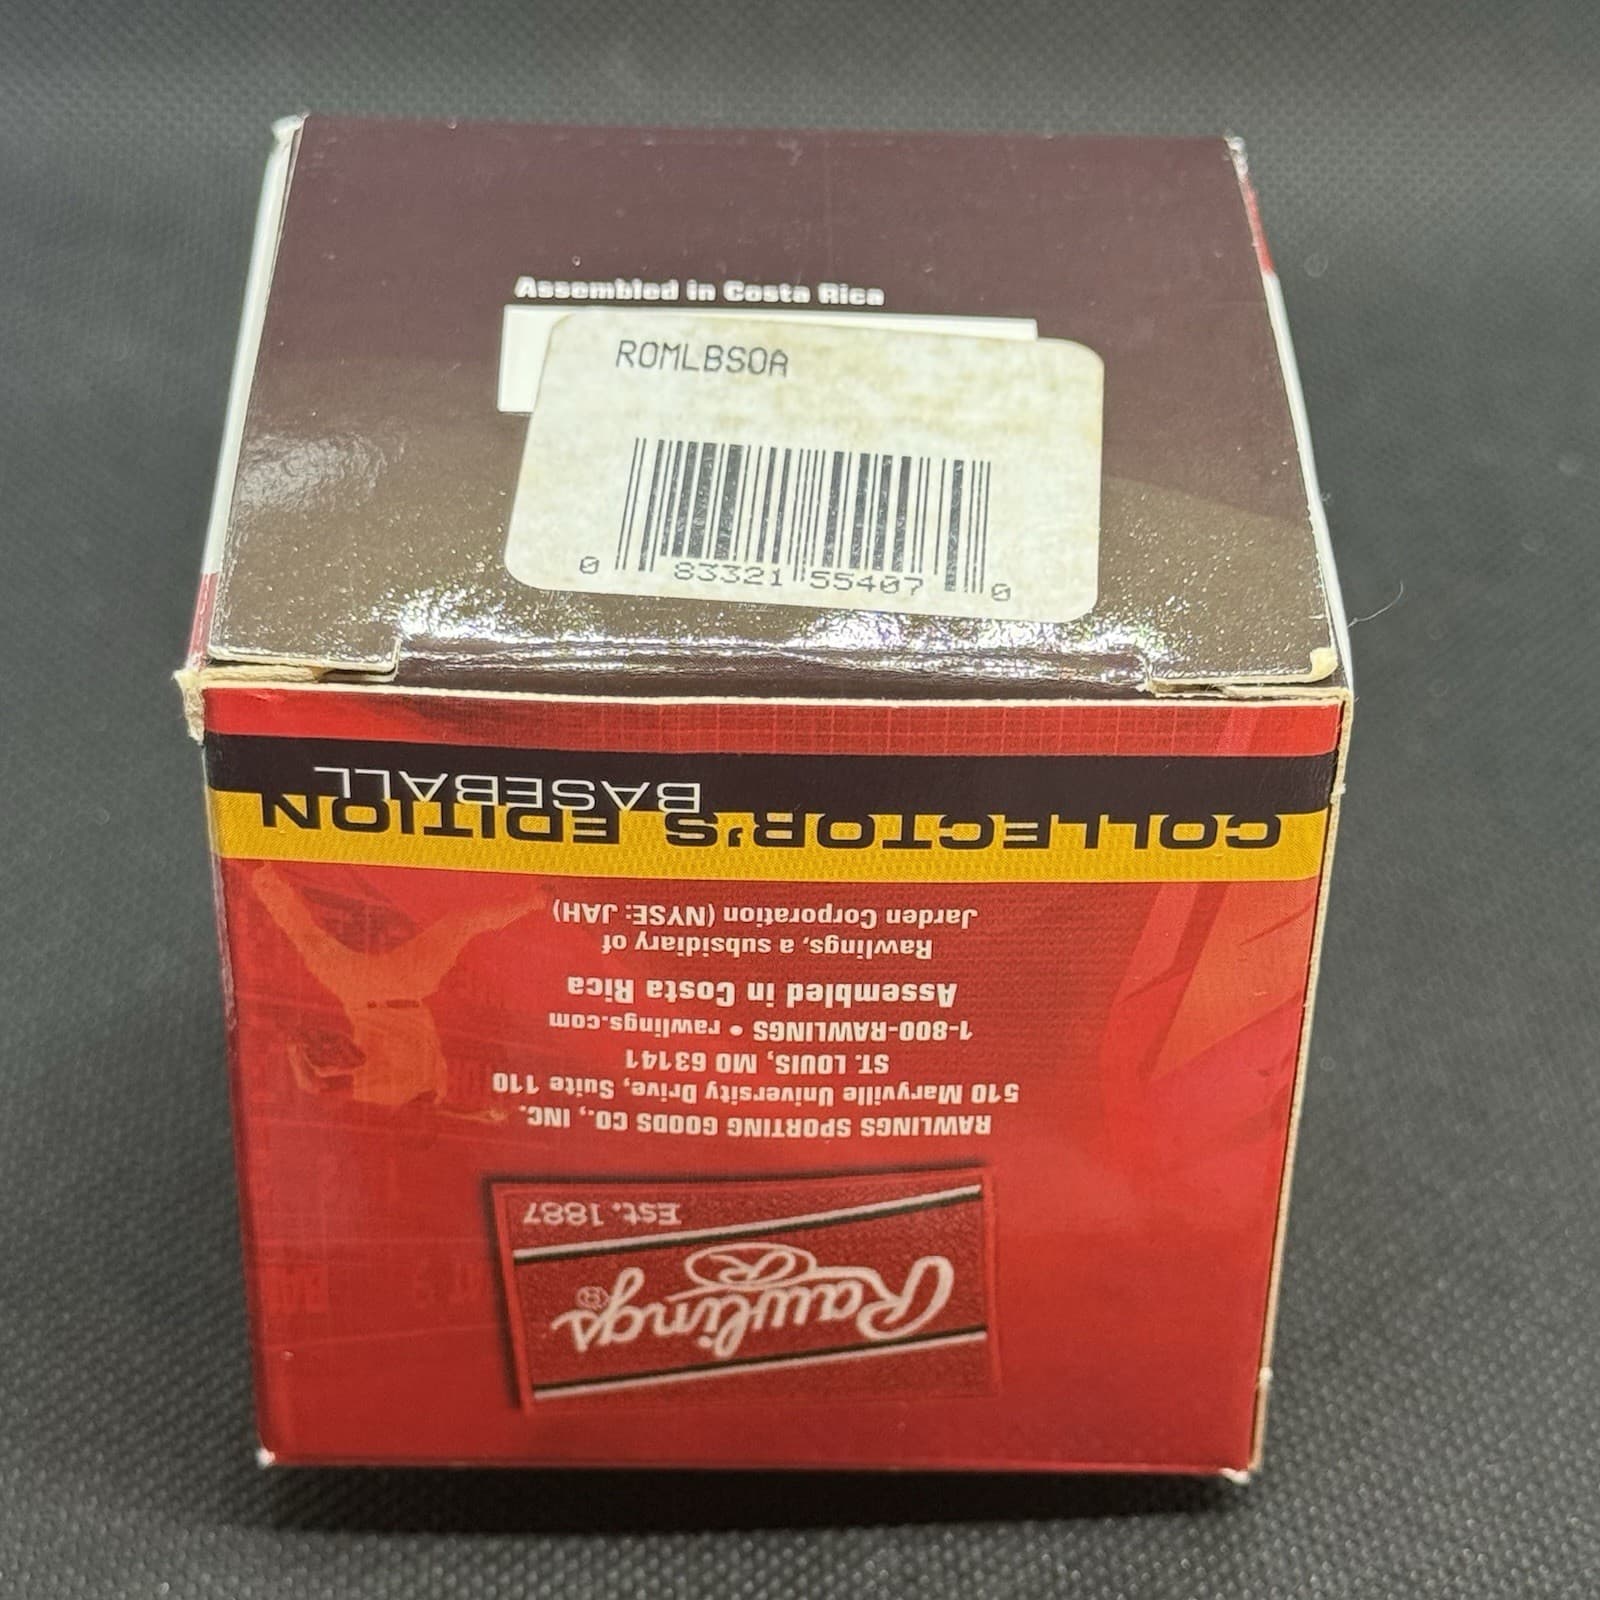 Assembled in Costa Rica
ROMLBSOA
0 83321 55407 0
Rawlings®
R
Est. 1887
RAWLINGS SPORTING GOODS CO., INC.
510 Maryville University Drive, Suite 110
ST. LOUIS, MO 63141
1-800-RAWLINGS • rawlings.com
Assembled in Costa Rica
Rawlings, a subsidiary of
Jarden Corporation (NYSE: JAH)
COLLECTOR'S EDITION
BASEBALL